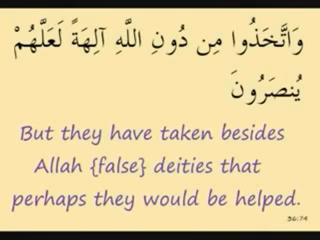 وَاتَّخَذُوا مِن دُونِ اللَّهِ آلِهَةً لَعَلَّهُمْ
يُنصَرُونَ
But they have taken besides
Allah {false} deities that
perhaps they would be helped.
36:74